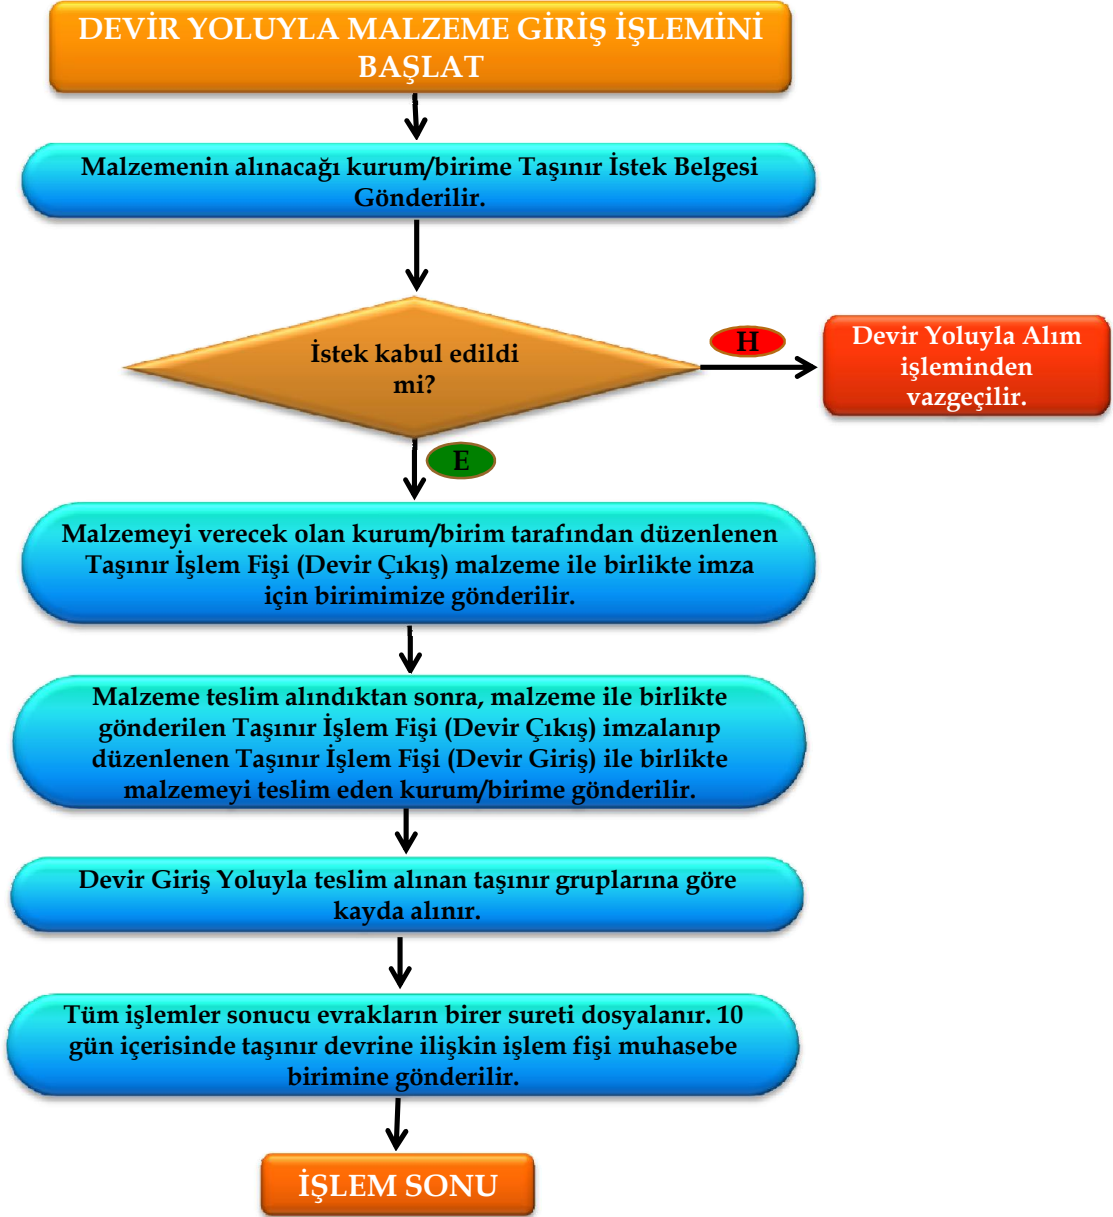 DEVİR YOLUYLA MALZEME GİRİŞ İŞLEMİNİ
BAŞLAT
Malzemenin alınacağı kurum/birime Taşınır İstek Belgesi
Gönderilir.
İstek kabul edildi
mi?
H
Devir Yoluyla Alım
işleminden
vazgeçilir.
E
Malzemeyi verecek olan kurum/birim tarafından düzenlenen
Taşınır İşlem Fişi (Devir Çıkış) malzeme ile birlikte imza
için birimimize gönderilir.
Malzeme teslim alındıktan sonra, malzeme ile birlikte
gönderilen Taşınır İşlem Fişi (Devir Çıkış) imzalanıp
düzenlenen Taşınır İşlem Fişi (Devir Giriş) ile birlikte
malzemeyi teslim eden kurum/birime gönderilir.
Devir Giriş Yoluyla teslim alınan taşınır gruplarına göre
kayda alınır.
Tüm işlemler sonucu evrakların birer sureti dosyalanır. 10
gün içerisinde taşınır devrine ilişkin işlem fişi muhasebe
birimine gönderilir.
İŞLEM SONU